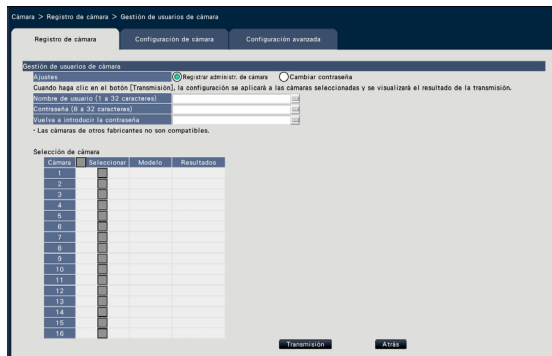 Cámara > Registro de cámara > Gestión de usuarios de cámara
Registro de cámara Configuración de cámara Configuración avanzada
Gestión de usuarios de cámara
Ajustes Registrar administr. de cámara Cambiar contraseña
Cuando haga clic en el botón [Transmisión], la configuración se aplicará a las cámaras seleccionadas y se visualizará el resultado de la transmisión.
Nombre de usuario (1 a 32 caracteres)
Contraseña (8 a 32 caracteres)
Vuelva a introducir la contraseña
· Las cámaras de otros fabricantes no son compatibles.
Selección de cámara
Cámara Seleccionar Modelo Resultados
1
2
3
4
5
6
7
8
9
10
11
12
13
14
15
16
Transmisión Atrás